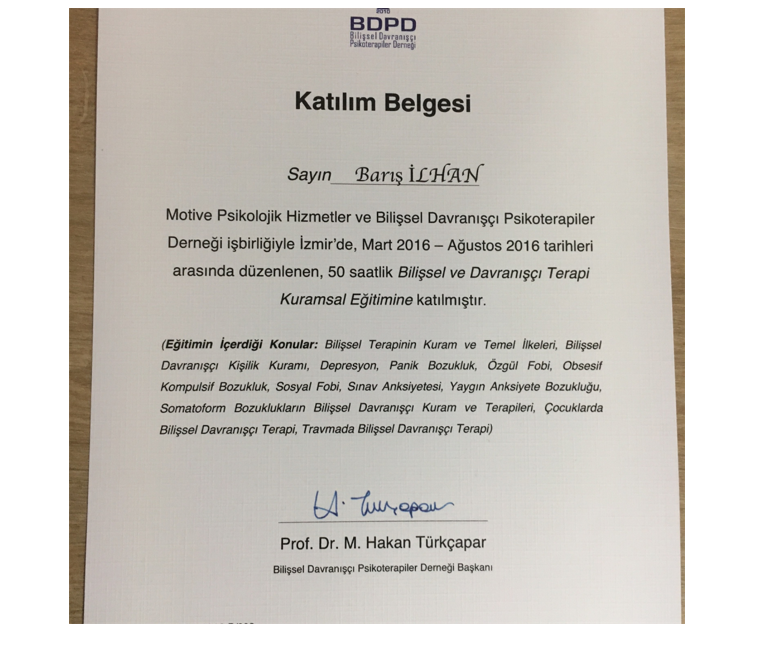 BDPD
Bilişsel Davranışçı
Psikoterapiler Derneği
Katılım Belgesi
Sayın Barış İLHAN
Motive Psikolojik Hizmetler ve Bilişsel Davranışçı Psikoterapiler
Derneği işbirliğiyle İzmir'de, Mart 2016 – Ağustos 2016 tarihleri
arasında düzenlenen, 50 saatlik Bilişsel ve Davranışçı Terapi
Kuramsal Eğitimine katılmıştır.
(Eğitimin İçerdiği Konular: Bilişsel Terapinin Kuram ve Temel İlkeleri, Bilişsel
Davranışçı Kişilik Kuramı, Depresyon, Panik Bozukluk, Özgül Fobi, Obsesif
Kompulsif Bozukluk, Sosyal Fobi, Sınav Anksiyetesi, Yaygın Anksiyete Bozukluğu,
Somatoform Bozuklukların Bilişsel Davranışçı Kuram ve Terapileri, Çocuklarda
Bilişsel Davranışçı Terapi, Travmada Bilişsel Davranışçı Terapi)
Prof. Dr. M. Hakan Türkçapar
Bilişsel Davranışçı Psikoterapiler Derneği Başkanı